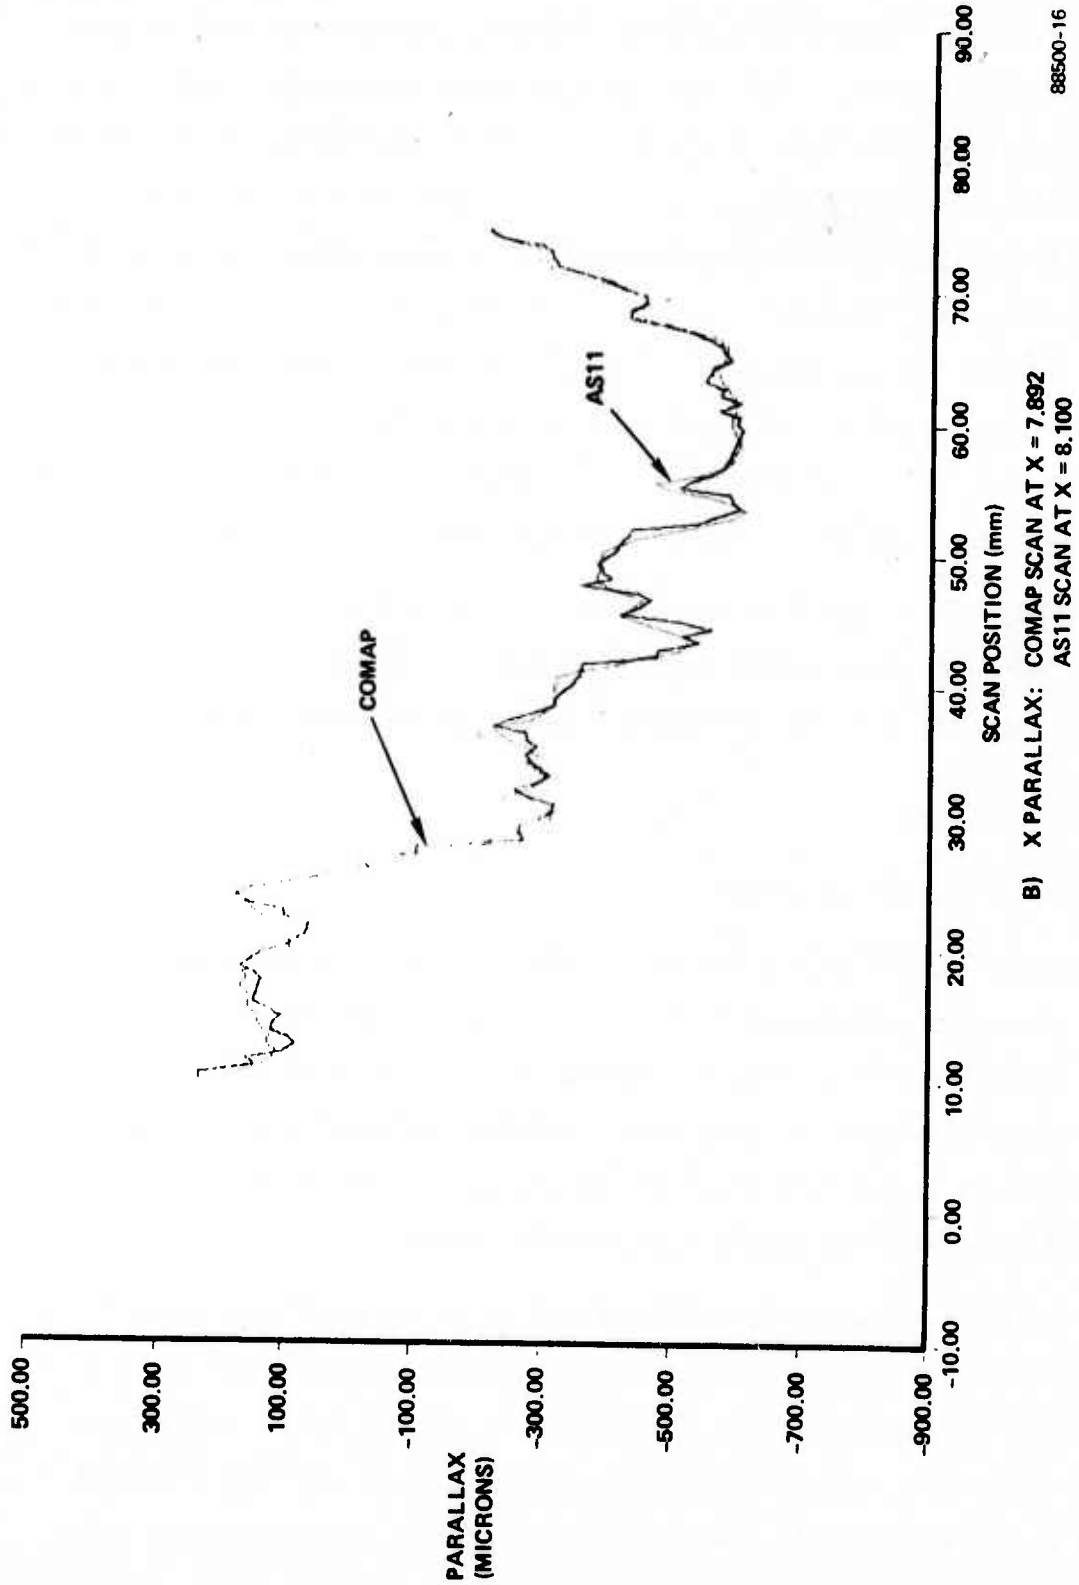 500.00
300.00
100.00
-100.00
-300.00
-500.00
-700.00
-900.00
PARALLAX
(MICRONS)
COMAP
AS11
-10.00 0.00 10.00 20.00 30.00 40.00 50.00 60.00 70.00 80.00 90.00
SCAN POSITION (mm)
B) X PARALLAX: COMAP SCAN AT X = 7.892
AS11 SCAN AT X = 8.100
88500-16